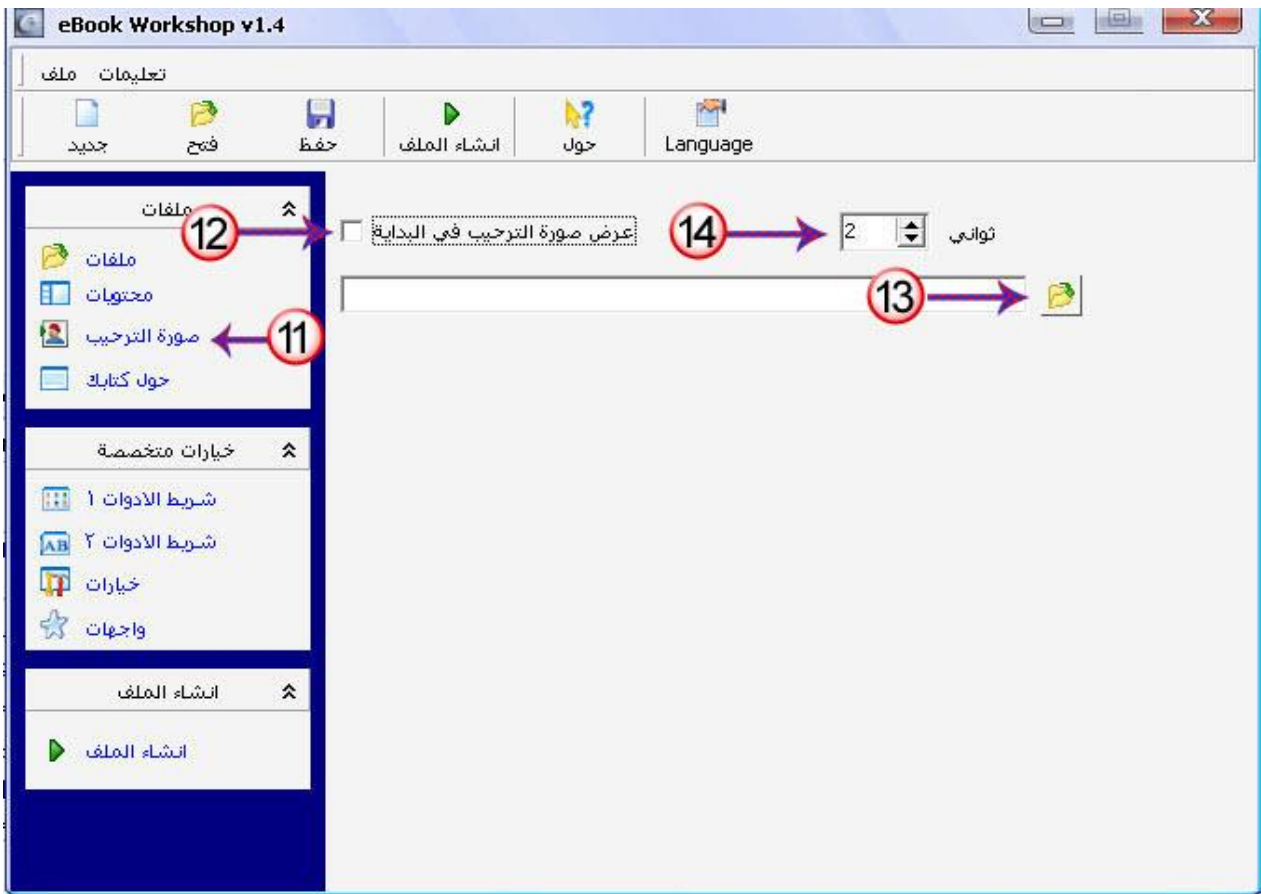 eBook Workshop v1.4
ملف تعليمات
جديد فتح حفظ انشاء الملف حول Language
ملفات
ملفات
محتويات
صورة الترحيب
حول كتابك
خيارات متخصصة
شريط الادوات ١
شريط الادوات ٢
خيارات
واجهات
انشاء الملف
انشاء الملف
12 عرض صورة الترحيب في البداية 14 2 ثواني
13
11